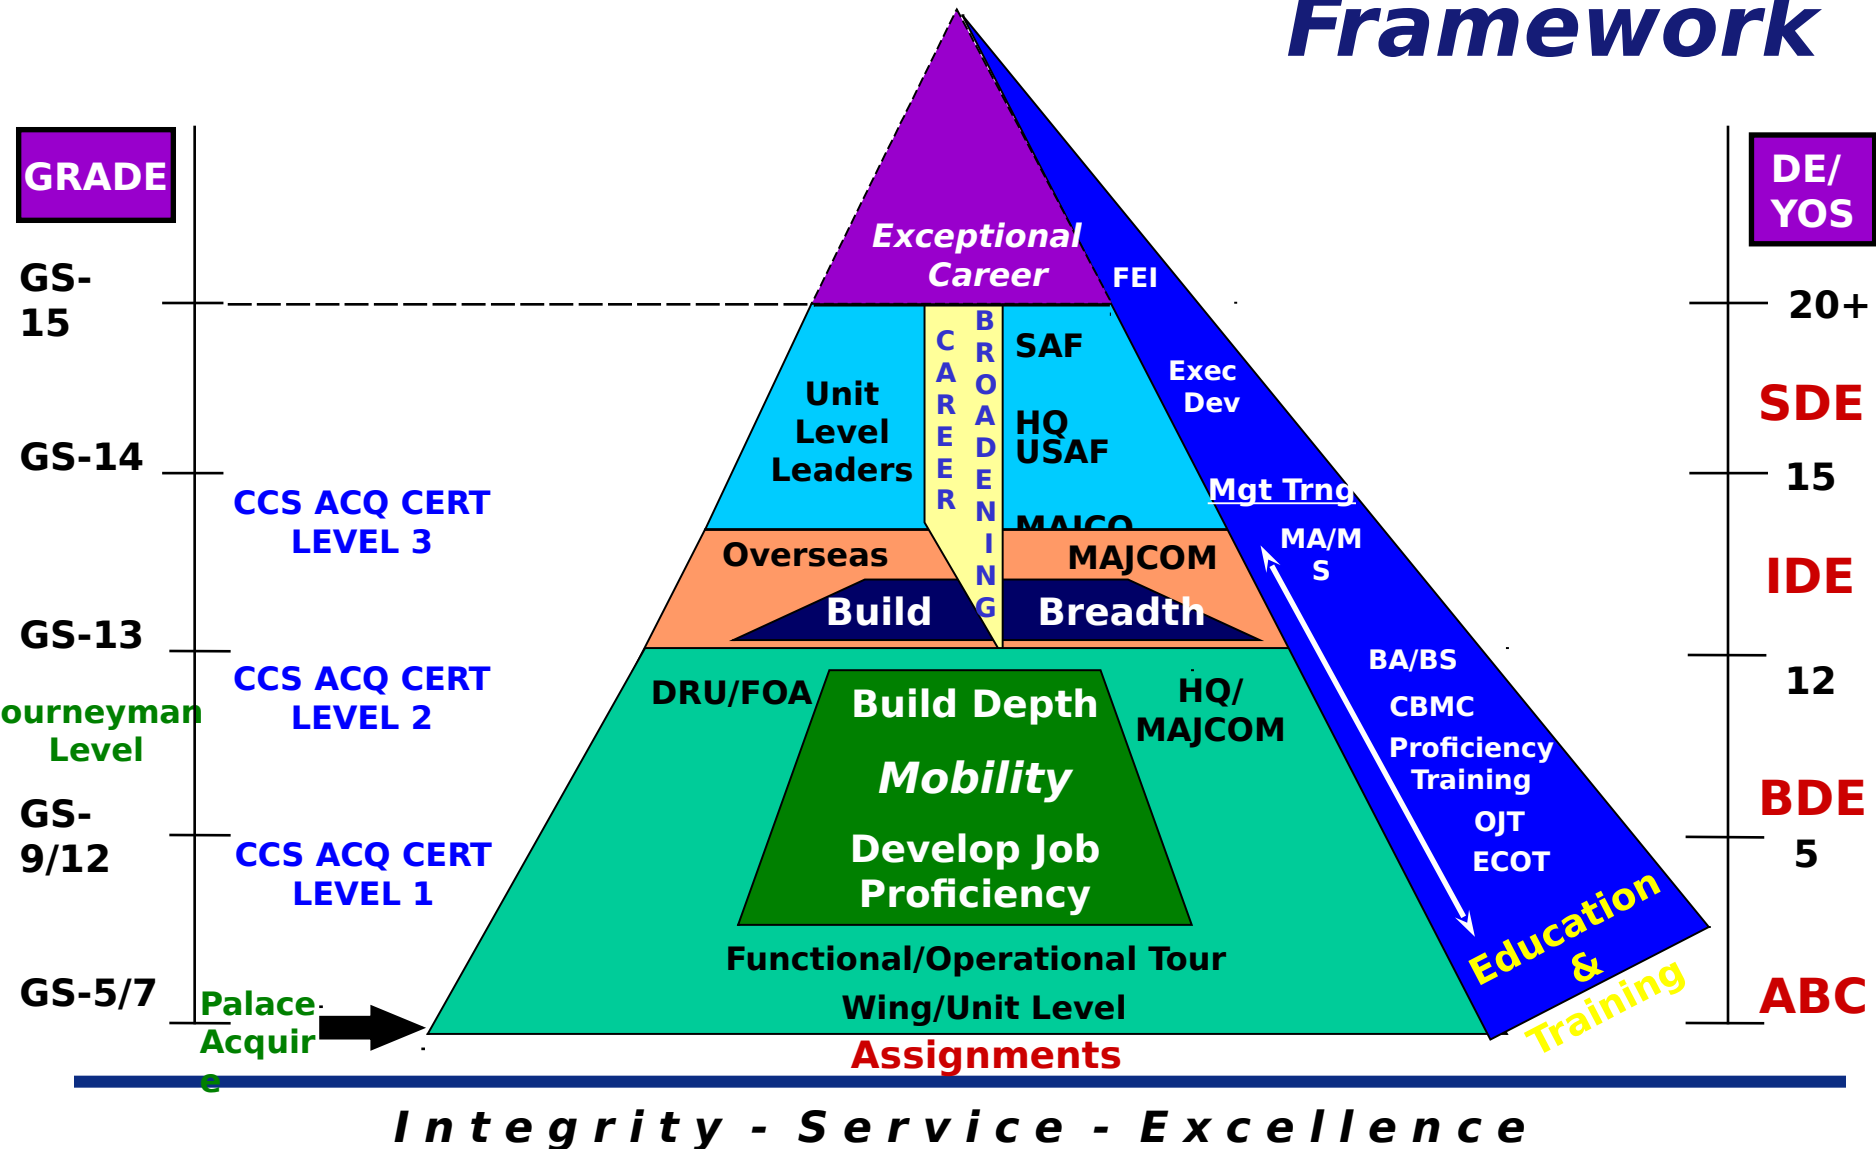 Framework
GRADE
DE/
YOS
Exceptional
Career
FEI
GS-
15
20+
C
A
R
E
E
R
B
R
O
A
D
E
N
I
N
G
SAF
Unit
Level
Leaders
HQ
USAF
Exec
Dev
SDE
GS-14
15
CCS ACQ CERT
LEVEL 3
Mgt Trng
MAJCO
Overseas
MAJCOM
MA/M
S
IDE
Build
Breadth
GS-13
12
CCS ACQ CERT
LEVEL 2
ourneyman
Level
DRU/FOA
Build Depth
HQ/
MAJCOM
BA/BS
CBMC
Mobility
Proficiency
Training
BDE
GS-
9/12
5
CCS ACQ CERT
LEVEL 1
Develop Job
Proficiency
OJT
ECOT
Functional/Operational Tour
Wing/Unit Level
Education
&
Training
GS-5/7
ABC
Palace
Acquir
e
Assignments
Integrity - Service - Excellence